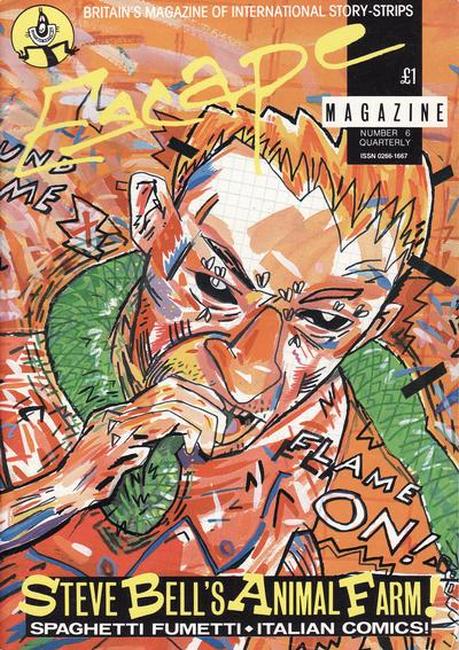 BRITAIN'S MAGAZINE OF INTERNATIONAL STORY-STRIPS
Escape
£1
MAGAZINE
NUMBER 6
QUARTERLY
ISSN 0266-1667
ME
FLAME
ON!
STEVE BELL'S ANIMAL FARM!
SPAGHETTI FUMETTI • ITALIAN COMICS!